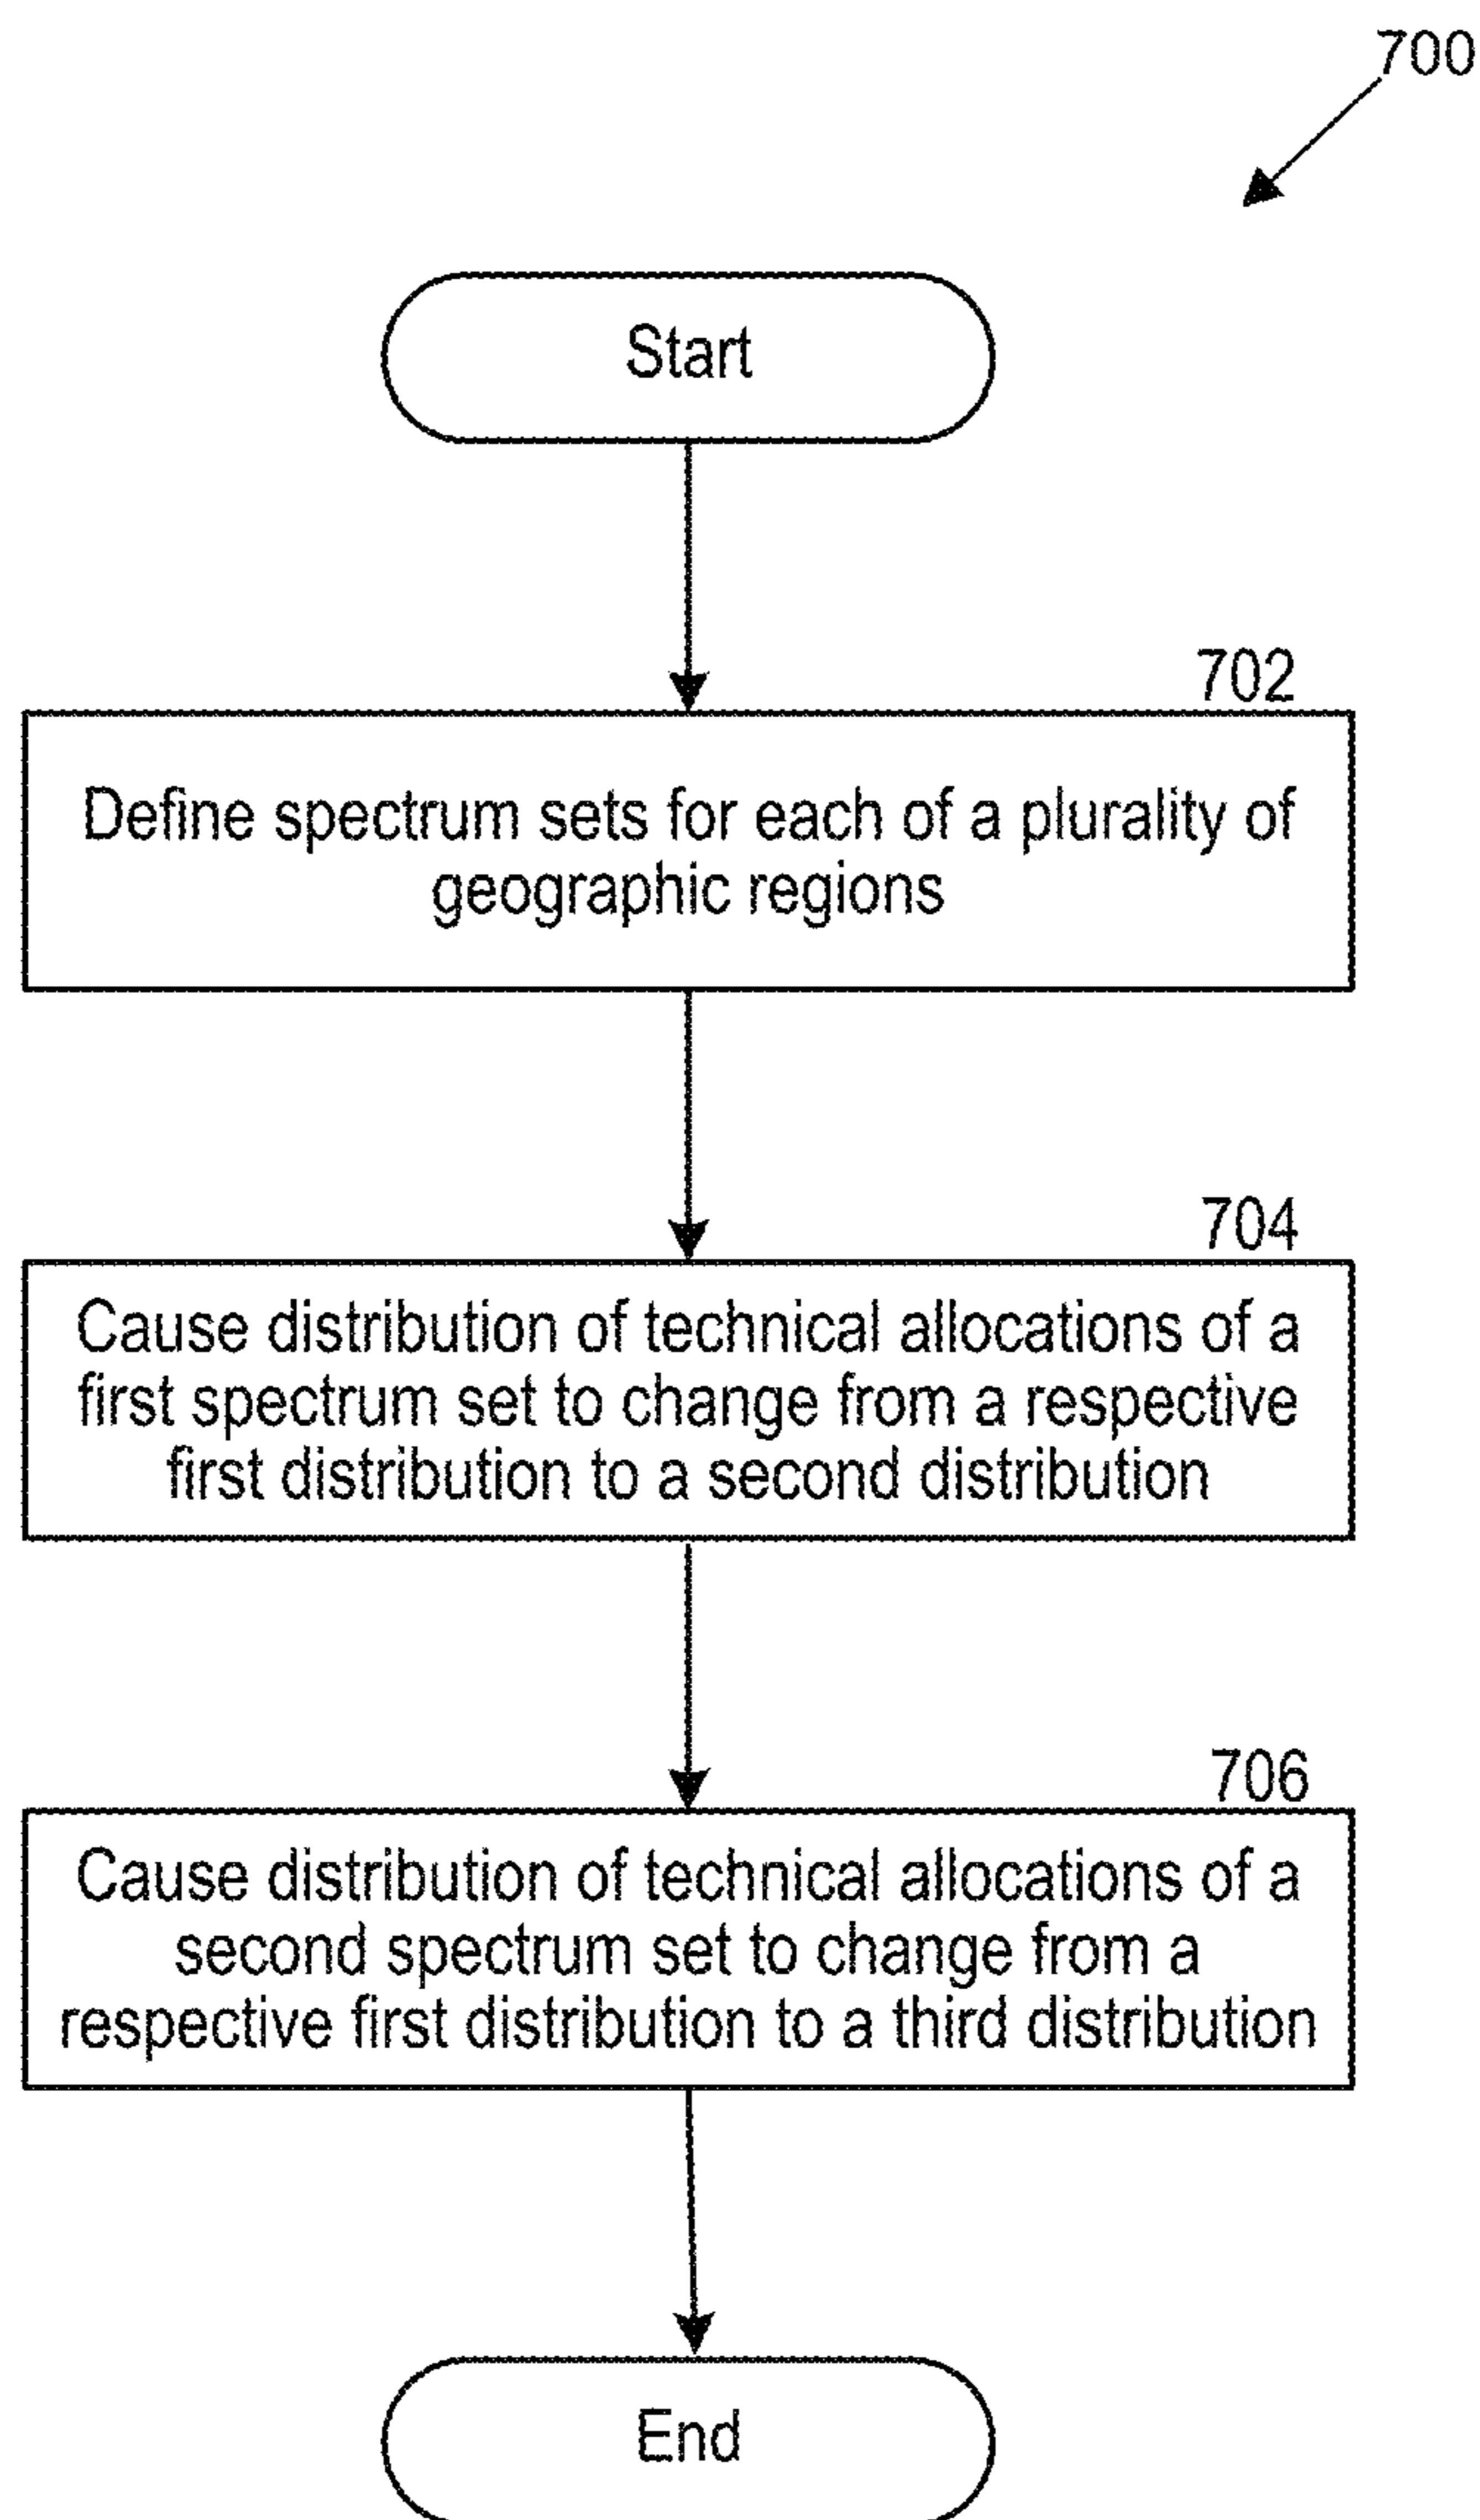 700
Start
702
Define spectrum sets for each of a plurality of
geographic regions
704
Cause distribution of technical allocations of a
first spectrum set to change from a respective
first distribution to a second distribution
706
Cause distribution of technical allocations of a
second spectrum set to change from a
respective first distribution to a third distribution
End